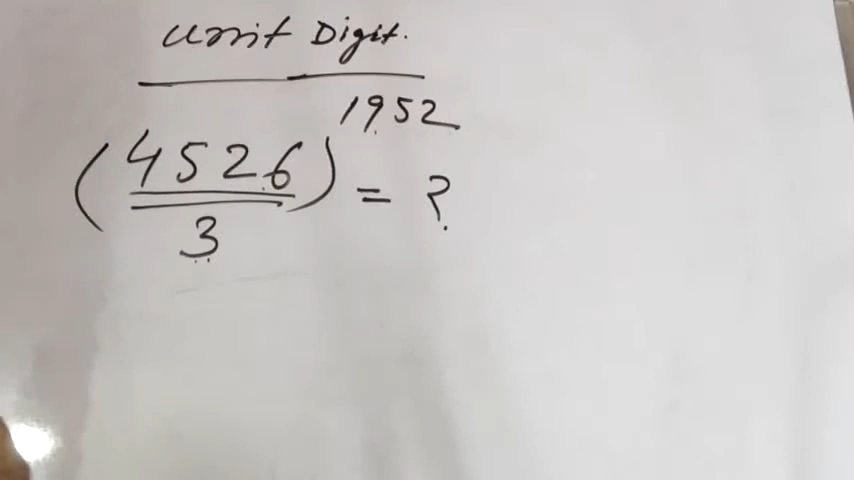 Unit Digit.
(4526/3)^1952 = ?